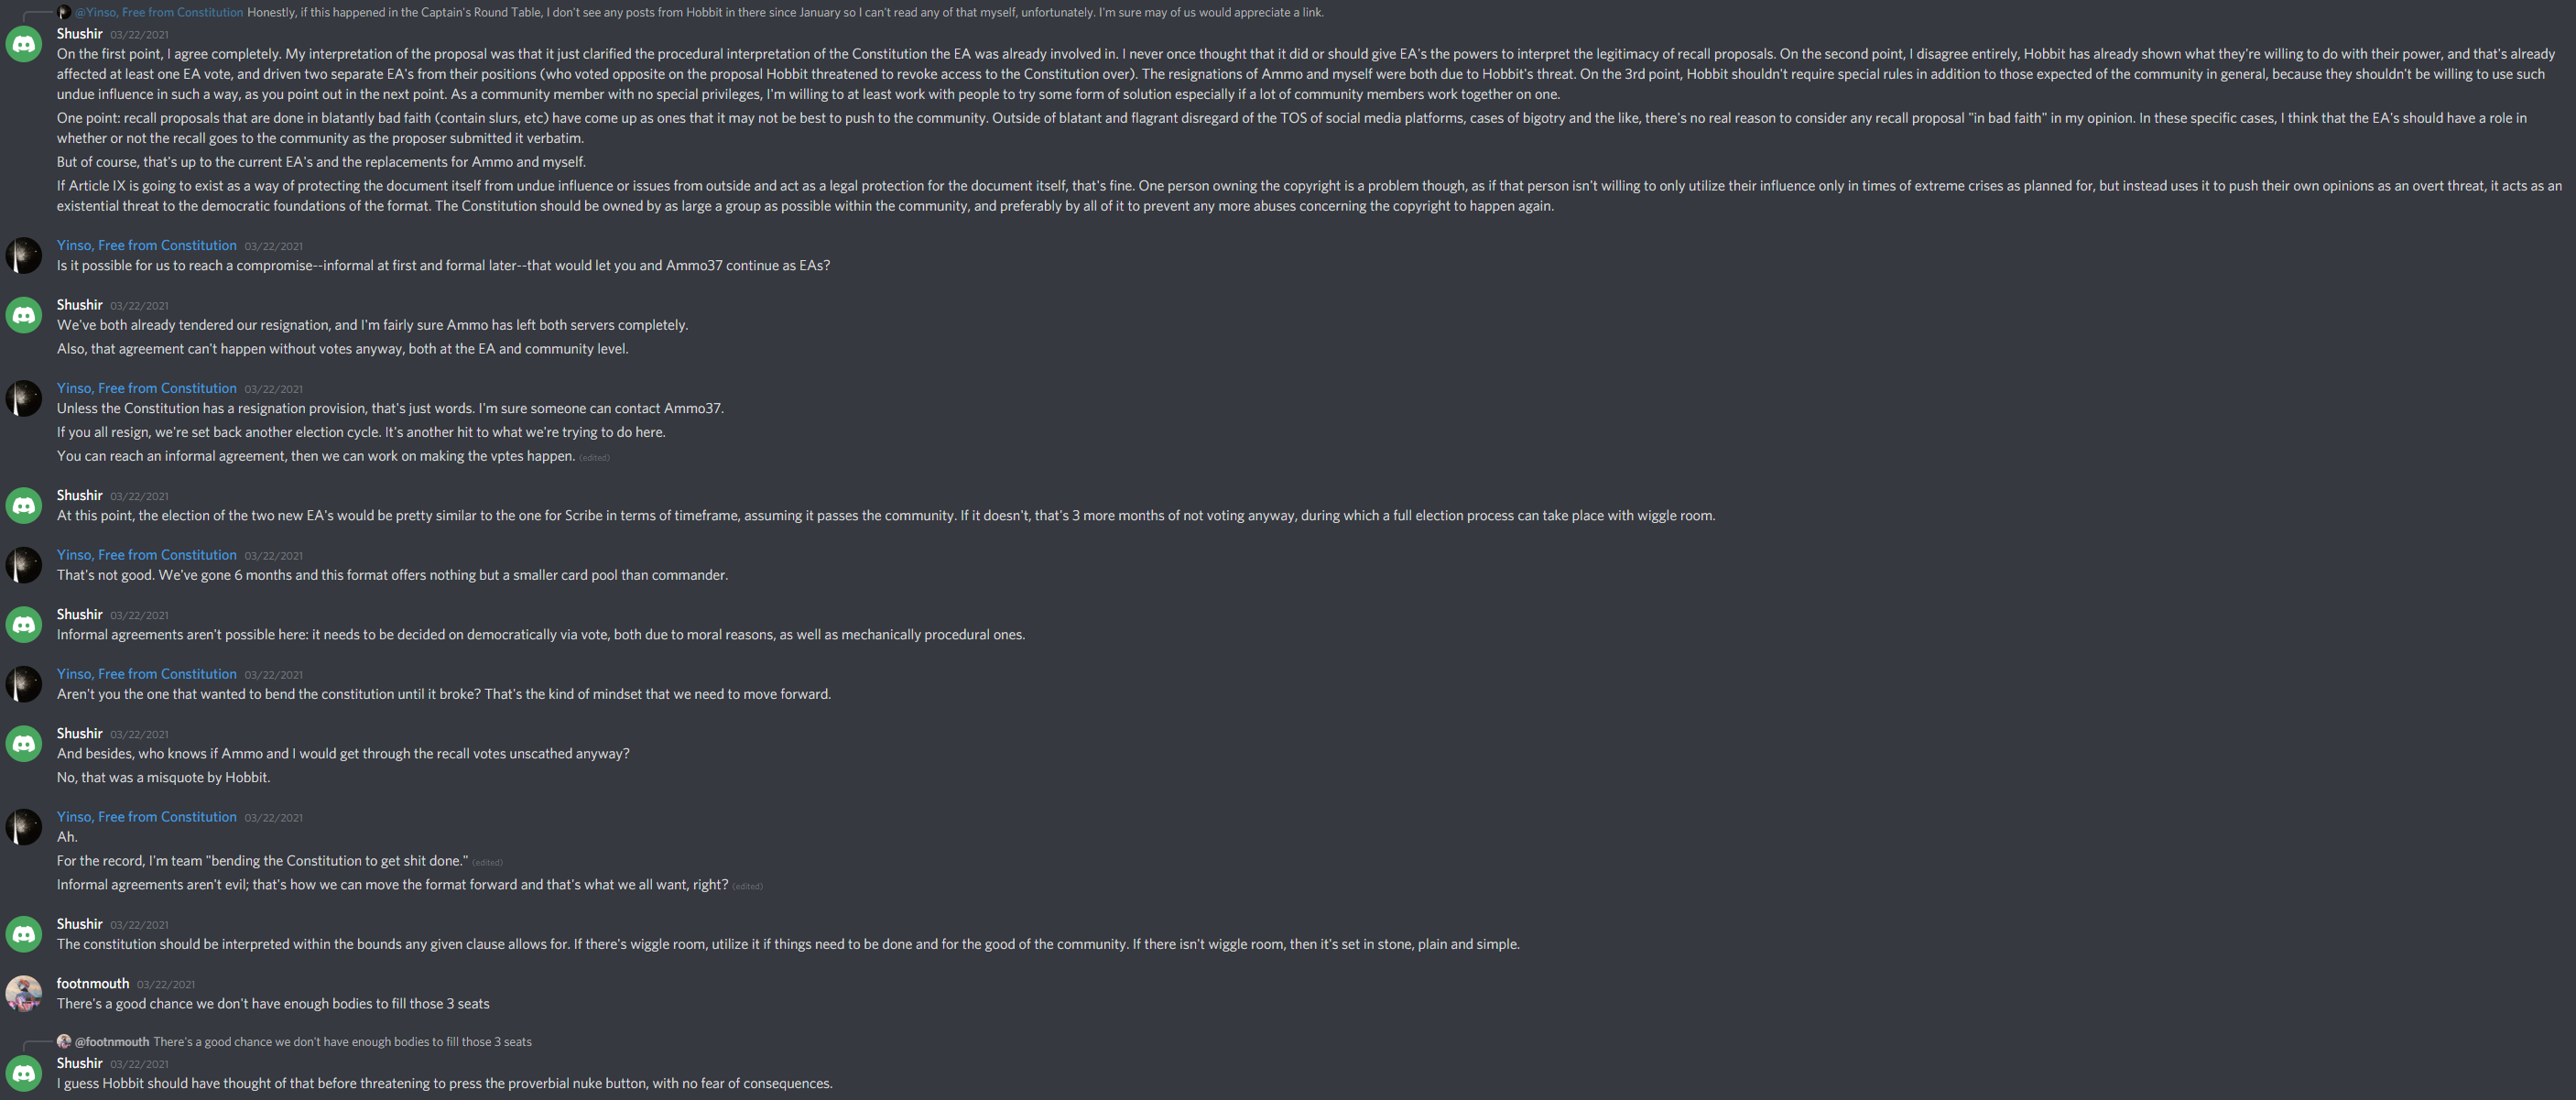 @Yinso, Free from Constitution Honestly, if this happened in the Captain's Round Table, I don't see any posts from Hobbit in there since January so I can't read any of that myself, unfortunately. I'm sure may of us would appreciate a link.
Shushir 03/22/2021
On the first point, I agree completely. My interpretation of the proposal was that it just clarified the procedural interpretation of the Constitution the EA was already involved in. I never once thought that it did or should give EA's the powers to interpret the legitimacy of recall proposals. On the second point, I disagree entirely, Hobbit has already shown what they're willing to do with their power, and that's already
affected at least one EA vote, and driven two separate EA's from their positions (who voted opposite on the proposal Hobbit threatened to revoke access to the Constitution over). The resignations of Ammo and myself were both due to Hobbit's threat. On the 3rd point, Hobbit shouldn't require special rules in addition to those expected of the community in general, because they shouldn't be willing to use such
undue influence in such a way, as you point out in the next point. As a community member with no special privileges, I'm willing to at least work with people to try some form of solution especially if a lot of community members work together on one.
One point: recall proposals that are done in blatantly bad faith (contain slurs, etc) have come up as ones that it may not be best to push to the community. Outside of blatant and flagrant disregard of the TOS of social media platforms, cases of bigotry and the like, there's no real reason to consider any recall proposal "in bad faith" in my opinion. In these specific cases, I think that the EA's should have a role in
whether or not the recall goes to the community as the proposer submitted it verbatim.
But of course, that's up to the current EA's and the replacements for Ammo and myself.
If Article IX is going to exist as a way of protecting the document itself from undue influence or issues from outside and act as a legal protection for the document itself, that's fine. One person owning the copyright is a problem though, as if that person isn't willing to only utilize their influence only in times of extreme crises as planned for, but instead uses it to push their own opinions as an overt threat, it acts as an
existential threat to the democratic foundations of the format. The Constitution should be owned by as large a group as possible within the community, and preferably by all of it to prevent any more abuses concerning the copyright to happen again.
Yinso, Free from Constitution 03/22/2021
Is it possible for us to reach a compromise--informal at first and formal later--that would let you and Ammo37 continue as EAs?
Shushir 03/22/2021
We've both already tendered our resignation, and I'm fairly sure Ammo has left both servers completely.
Also, that agreement can't happen without votes anyway, both at the EA and community level.
Yinso, Free from Constitution 03/22/2021
Unless the Constitution has a resignation provision, that's just words. I'm sure someone can contact Ammo37.
If you all resign, we're set back another election cycle. It's another hit to what we're trying to do here.
You can reach an informal agreement, then we can work on making the vptes happen. (edited)
Shushir 03/22/2021
At this point, the election of the two new EA's would be pretty similar to the one for Scribe in terms of timeframe, assuming it passes the community. If it doesn't, that's 3 more months of not voting anyway, during which a full election process can take place with wiggle room.
Yinso, Free from Constitution 03/22/2021
That's not good. We've gone 6 months and this format offers nothing but a smaller card pool than commander.
Shushir 03/22/2021
Informal agreements aren't possible here: it needs to be decided on democratically via vote, both due to moral reasons, as well as mechanically procedural ones.
Yinso, Free from Constitution 03/22/2021
Aren't you the one that wanted to bend the constitution until it broke? That's the kind of mindset that we need to move forward.
Shushir 03/22/2021
And besides, who knows if Ammo and I would get through the recall votes unscathed anyway?
No, that was a misquote by Hobbit.
Yinso, Free from Constitution 03/22/2021
Ah.
For the record, I'm team "bending the Constitution to get shit done." (edited)
Informal agreements aren't evil; that's how we can move the format forward and that's what we all want, right? (edited)
Shushir 03/22/2021
The constitution should be interpreted within the bounds any given clause allows for. If there's wiggle room, utilize it if things need to be done and for the good of the community. If there isn't wiggle room, then it's set in stone, plain and simple.
footnmouth 03/22/2021
There's a good chance we don't have enough bodies to fill those 3 seats
@footnmouth There's a good chance we don't have enough bodies to fill those 3 seats
Shushir 03/22/2021
I guess Hobbit should have thought of that before threatening to press the proverbial nuke button, with no fear of consequences.